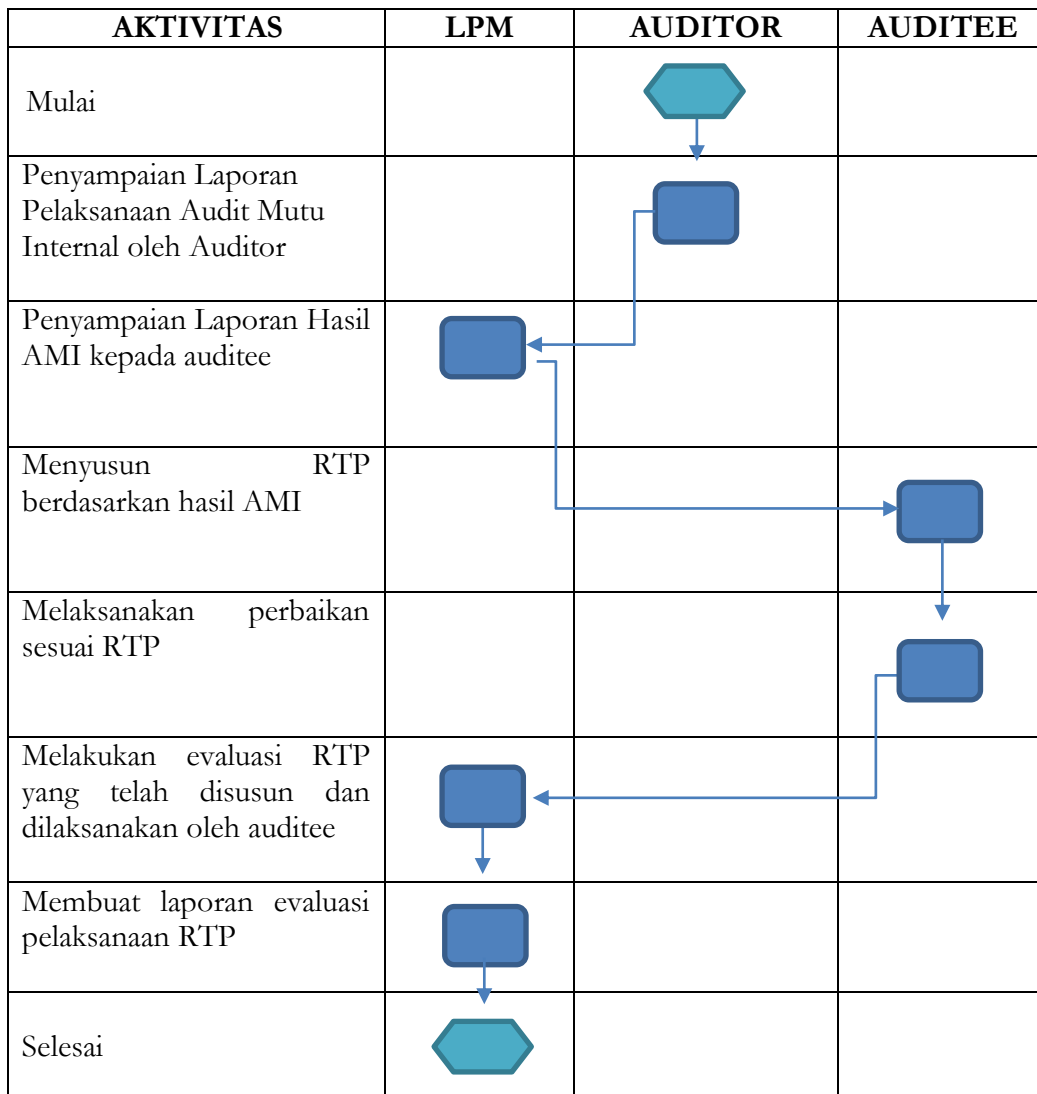 AKTIVITAS LPM AUDITOR AUDITEE
Mulai
Penyampaian Laporan
Pelaksanaan Audit Mutu
Internal oleh Auditor
Penyampaian Laporan Hasil
AMI kepada auditee
Menyusun RTP
berdasarkan hasil AMI
Melaksanakan perbaikan
sesuai RTP
Melakukan evaluasi RTP
yang telah disusun dan
dilaksanakan oleh auditee
Membuat laporan evaluasi
pelaksanaan RTP
Selesai